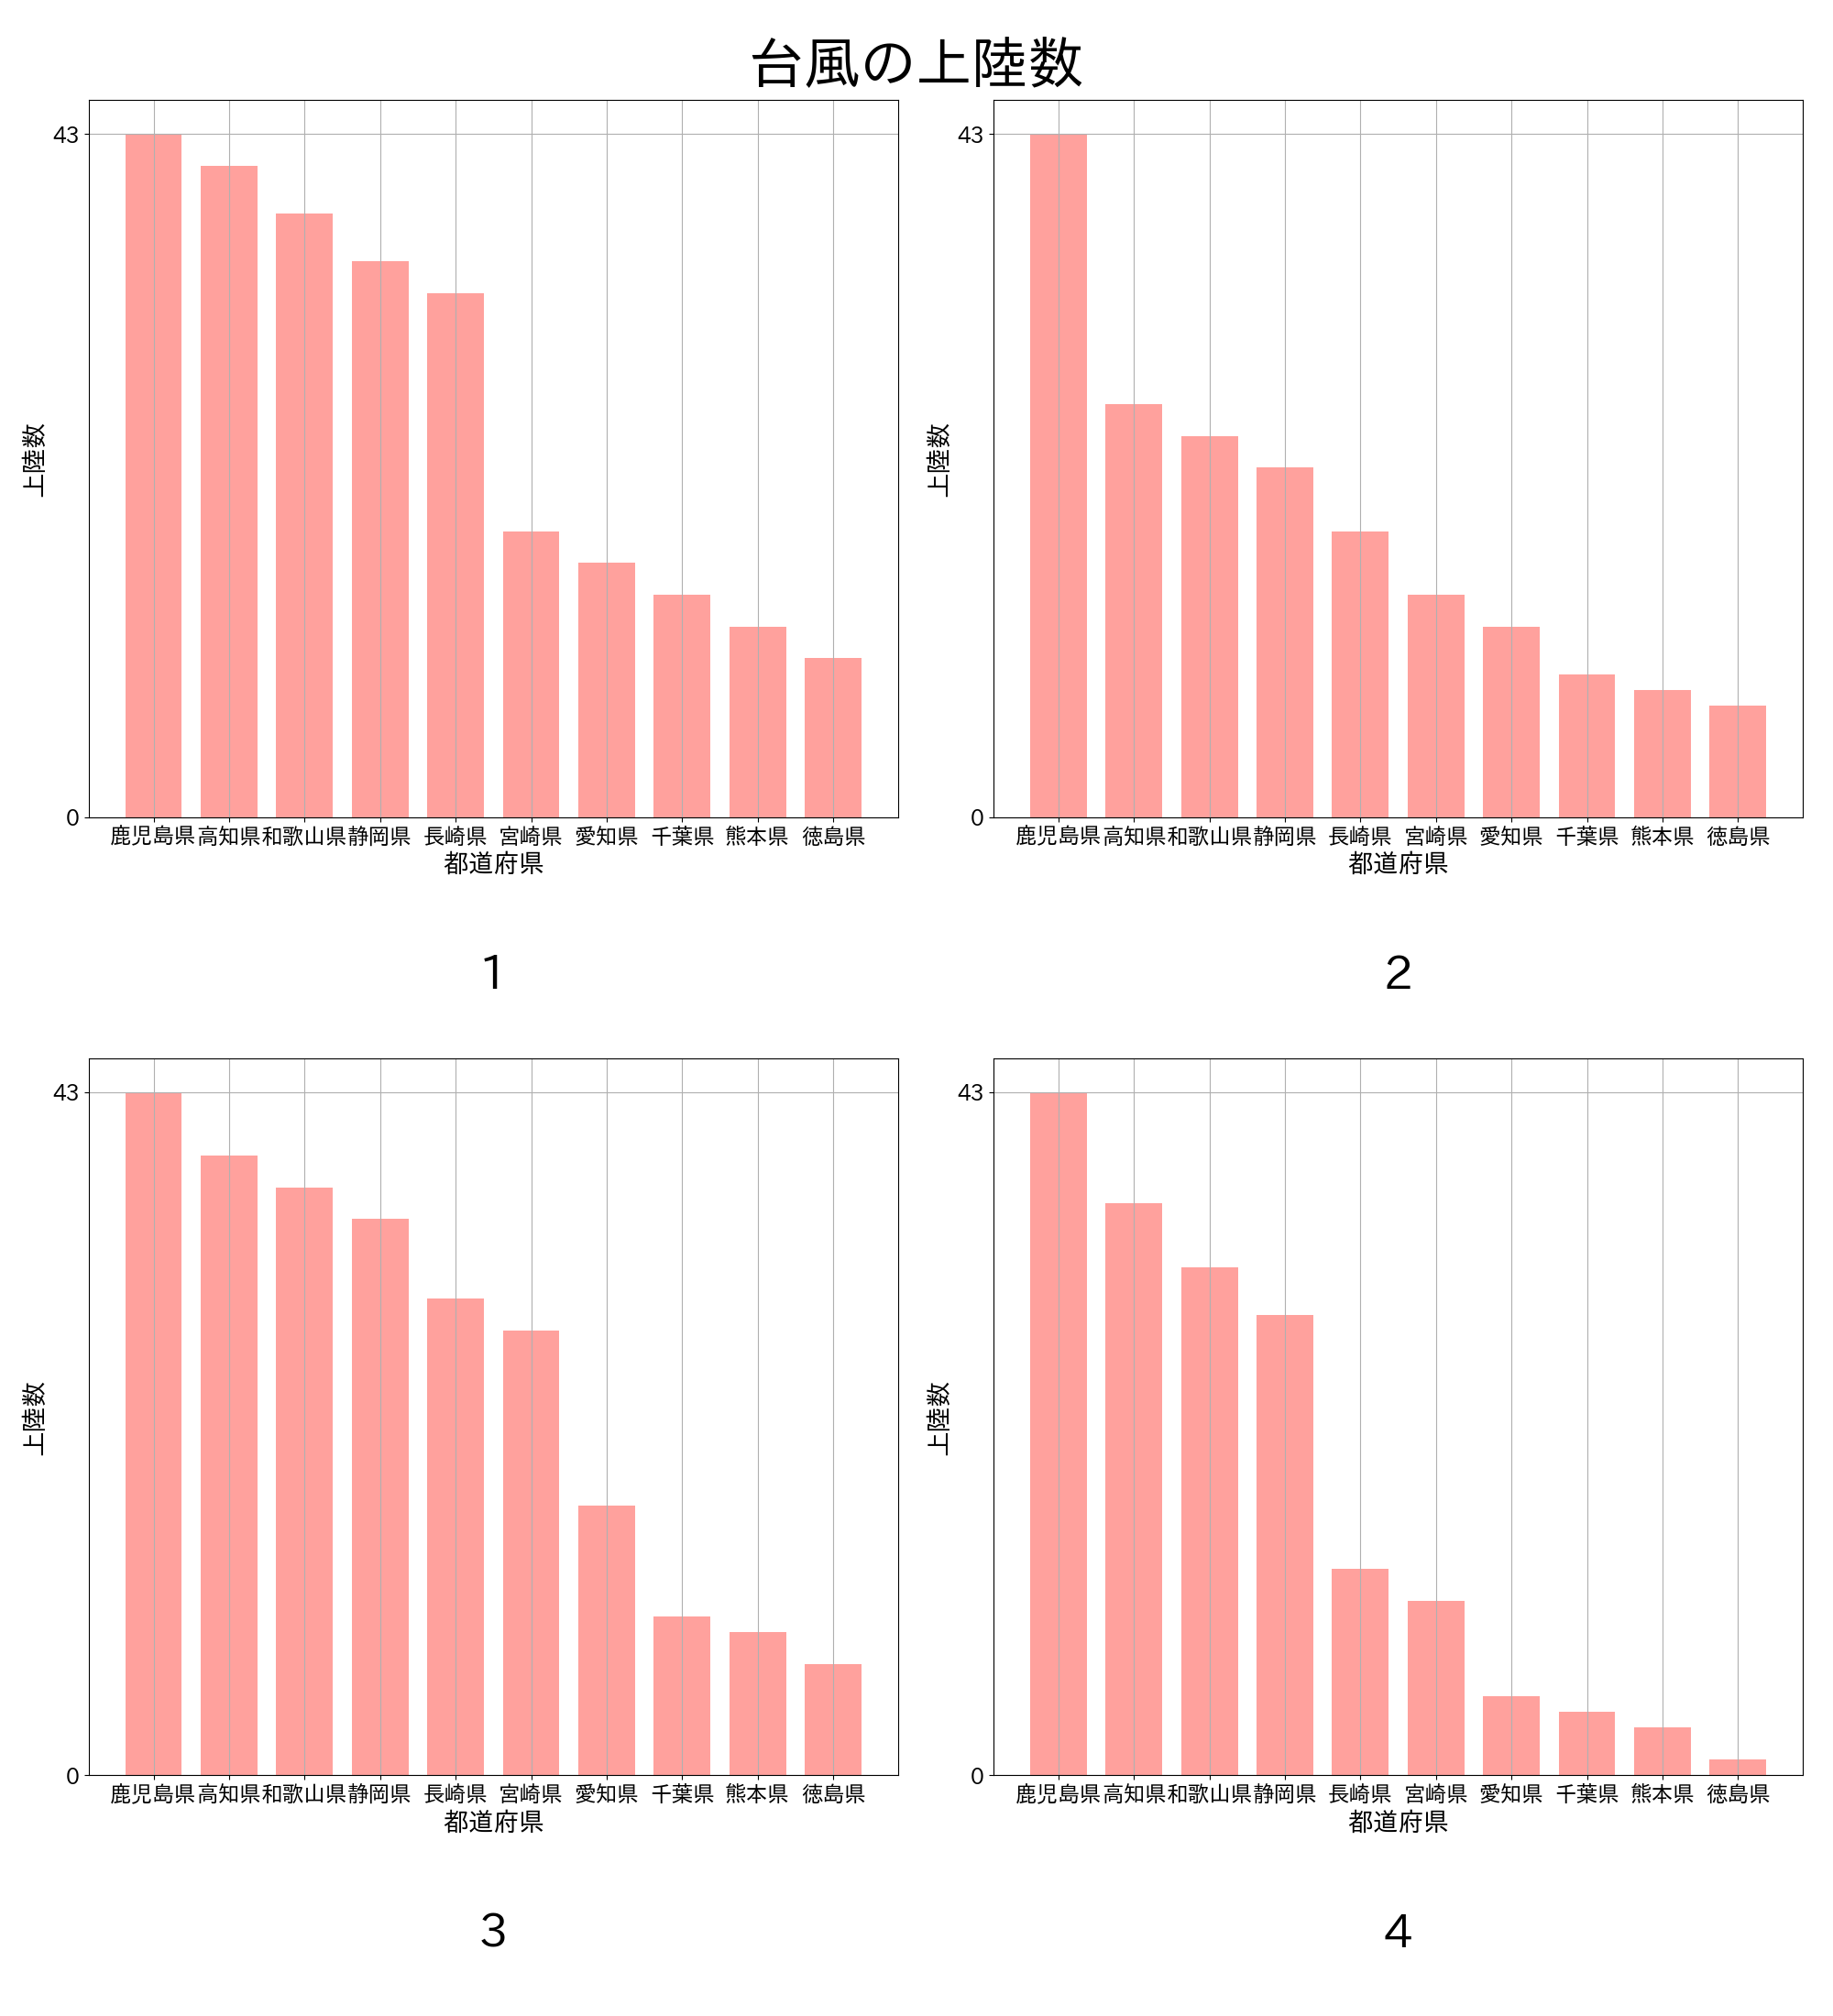 台風の上陸数
43
0
上陸数
鹿児島県 高知県 和歌山県 静岡県 長崎県 宮崎県 愛知県 千葉県 熊本県 徳島県
都道府県
1
43
0
上陸数
鹿児島県 高知県 和歌山県 静岡県 長崎県 宮崎県 愛知県 千葉県 熊本県 徳島県
都道府県
2
43
0
上陸数
鹿児島県 高知県 和歌山県 静岡県 長崎県 宮崎県 愛知県 千葉県 熊本県 徳島県
都道府県
3
43
0
上陸数
鹿児島県 高知県 和歌山県 静岡県 長崎県 宮崎県 愛知県 千葉県 熊本県 徳島県
都道府県
4